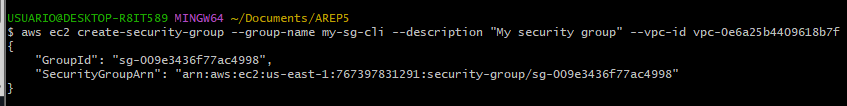 USUARIO@DESKTOP-R8IT589 MINGW64 ~/Documents/AREP5
$ aws ec2 create-security-group --group-name my-sg-cli --description "My security group" --vpc-id vpc-0e6a25b4409618b7f
{
    "GroupId": "sg-009e3436f77ac4998",
    "SecurityGroupArn": "arn:aws:ec2:us-east-1:767397831291:security-group/sg-009e3436f77ac4998"
}